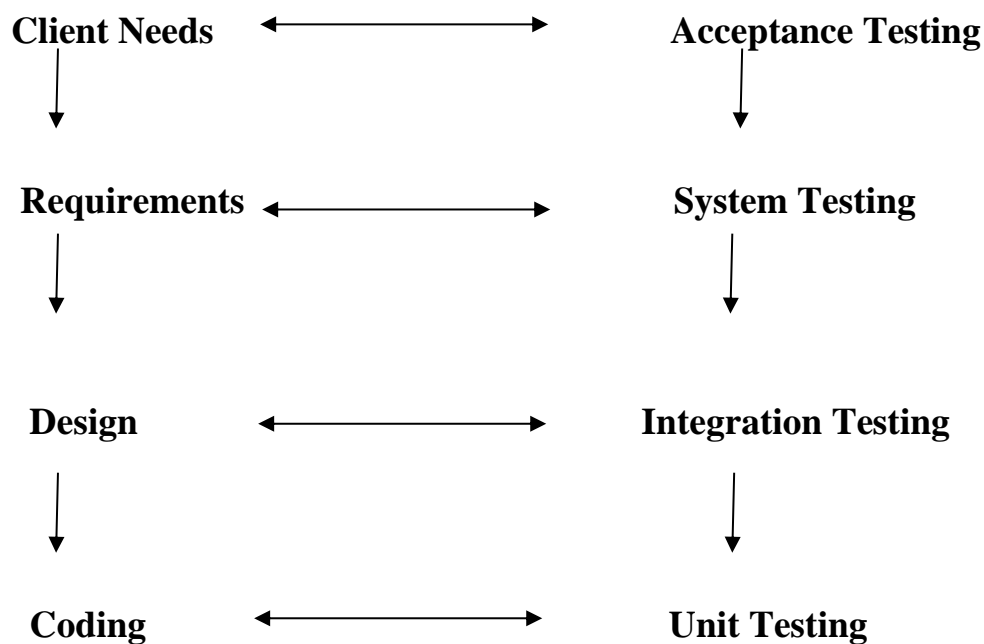 Client Needs Acceptance Testing
Requirements System Testing
Design Integration Testing
Coding Unit Testing